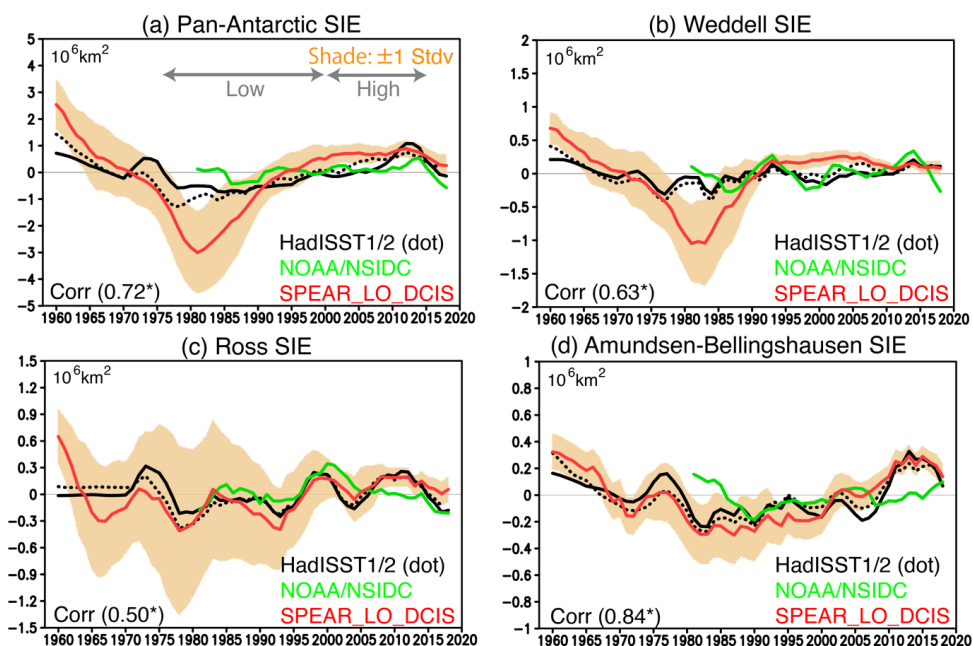 (a) Pan-Antarctic SIE
10⁶km²
Shade: ±1 Stdv
Low
High
HadISST1/2 (dot)
NOAA/NSIDC
SPEAR_LO_DCIS
Corr (0.72*)
5
4
3
2
1
0
−1
−2
−3
−4
−5
1960 1965 1970 1975 1980 1985 1990 1995 2000 2005 2010 2015 2020
(b) Weddell SIE
10⁶km²
HadISST1/2 (dot)
NOAA/NSIDC
SPEAR_LO_DCIS
Corr (0.63*)
2
1.5
1
0.5
0
−0.5
−1
−1.5
−2
1960 1965 1970 1975 1980 1985 1990 1995 2000 2005 2010 2015 2020
(c) Ross SIE
10⁶km²
HadISST1/2 (dot)
NOAA/NSIDC
SPEAR_LO_DCIS
Corr (0.50*)
1.5
1.2
0.9
0.6
0.3
0
−0.3
−0.6
−0.9
−1.2
−1.5
1960 1965 1970 1975 1980 1985 1990 1995 2000 2005 2010 2015 2020
(d) Amundsen-Bellingshausen SIE
10⁶km²
HadISST1/2 (dot)
NOAA/NSIDC
SPEAR_LO_DCIS
Corr (0.84*)
1
0.8
0.6
0.4
0.2
0
−0.2
−0.4
−0.6
−0.8
−1
1960 1965 1970 1975 1980 1985 1990 1995 2000 2005 2010 2015 2020